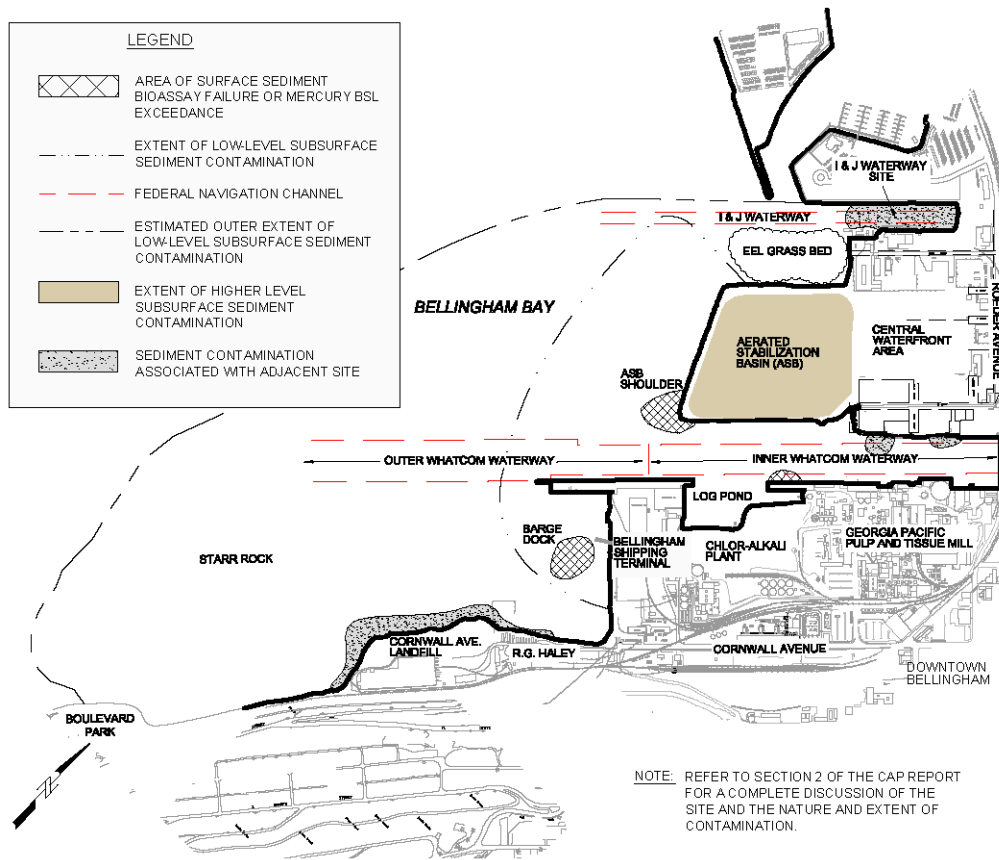 LEGEND
AREA OF SURFACE SEDIMENT
BIOASSAY FAILURE OR MERCURY BSL
EXCEEDANCE
EXTENT OF LOW-LEVEL SUBSURFACE
SEDIMENT CONTAMINATION
FEDERAL NAVIGATION CHANNEL
ESTIMATED OUTER EXTENT OF
LOW-LEVEL SUBSURFACE SEDIMENT
CONTAMINATION
EXTENT OF HIGHER LEVEL
SUBSURFACE SEDIMENT
CONTAMINATION
SEDIMENT CONTAMINATION
ASSOCIATED WITH ADJACENT SITE
I & J WATERWAY
SITE
I & J WATERWAY
EEL GRASS BED
BELLINGHAM BAY
ROEDER AVENUE
AERATED
STABILIZATION
BASIN (ASB)
CENTRAL
WATERFRONT
AREA
ASB
SHOULDER
OUTER WHATCOM WATERWAY
INNER WHATCOM WATERWAY
LOG POND
BARGE
DOCK
BELLINGHAM
SHIPPING
TERMINAL
CHLOR-ALKALI
PLANT
GEORGIA PACIFIC
PULP AND TISSUE MILL
STARR ROCK
CORNWALL AVE.
LANDFILL
R.G. HALEY
CORNWALL AVENUE
DOWNTOWN
BELLINGHAM
BOULEVARD
PARK
NOTE: REFER TO SECTION 2 OF THE CAP REPORT
FOR A COMPLETE DISCUSSION OF THE
SITE AND THE NATURE AND EXTENT OF
CONTAMINATION.